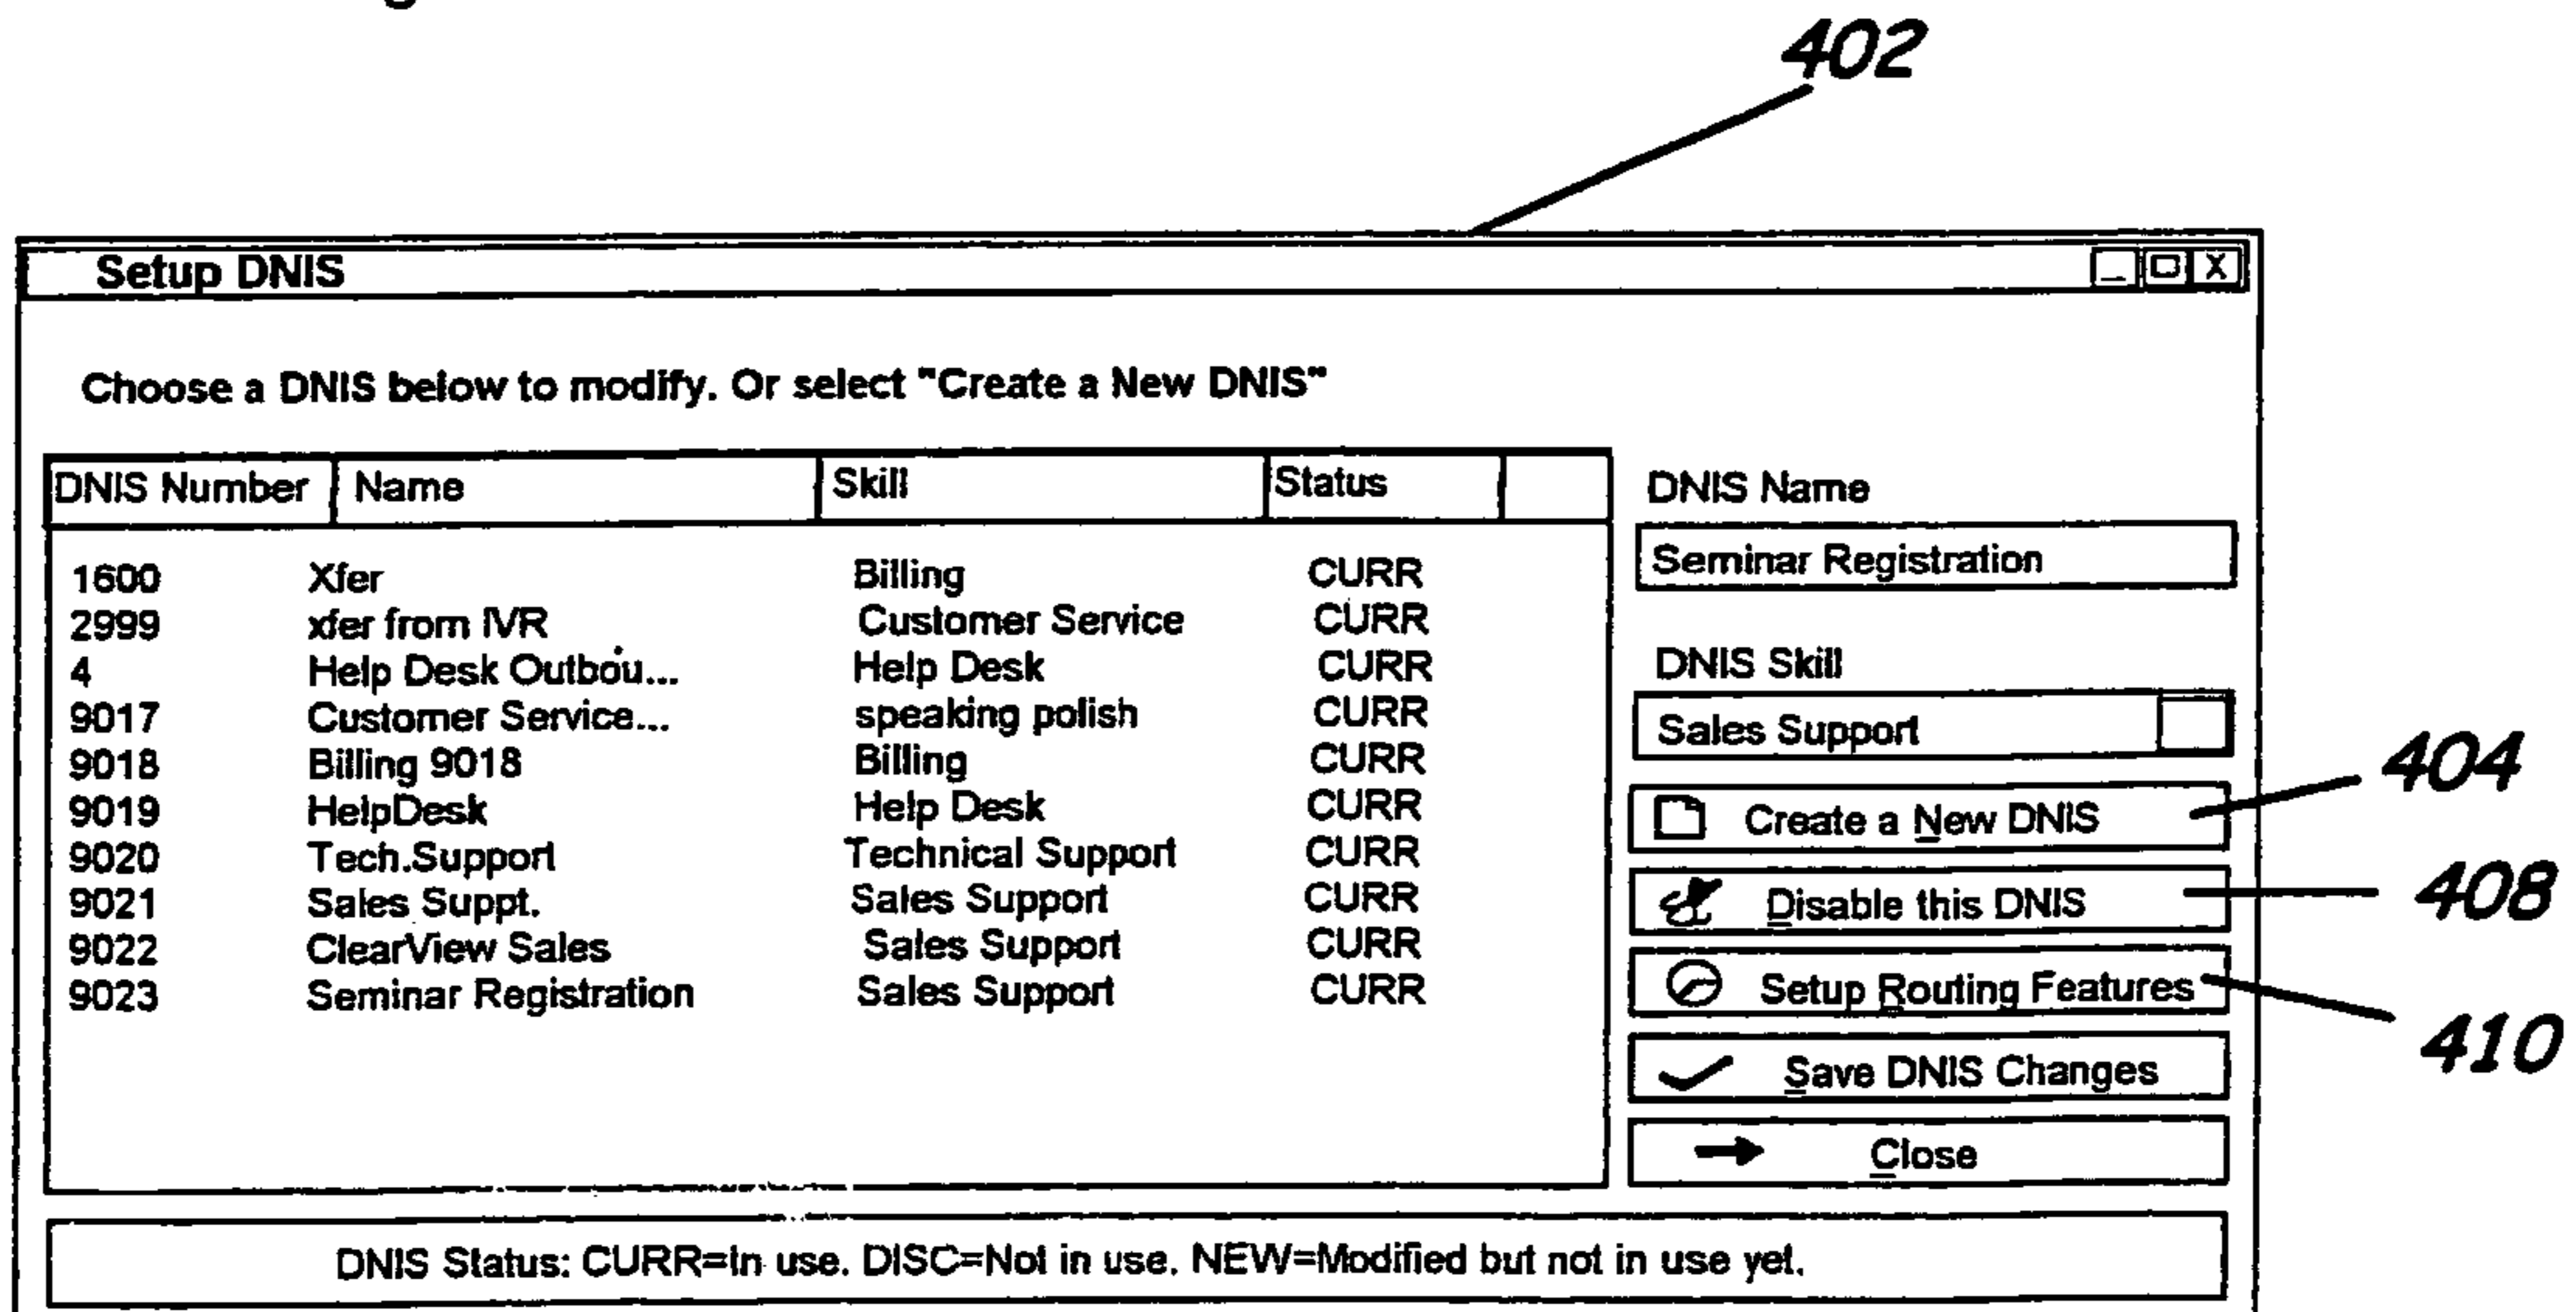 402
Setup DNIS
Choose a DNIS below to modify. Or select "Create a New DNIS"
DNIS Number Name Skill Status
1600 Xfer Billing CURR
2999 xfer from IVR Customer Service CURR
4 Help Desk Outbou... Help Desk CURR
9017 Customer Service... speaking polish CURR
9018 Billing 9018 Billing CURR
9019 HelpDesk Help Desk CURR
9020 Tech.Support Technical Support CURR
9021 Sales Suppt. Sales Support CURR
9022 ClearView Sales Sales Support CURR
9023 Seminar Registration Sales Support CURR
DNIS Name
Seminar Registration
DNIS Skill
Sales Support
Create a New DNIS 404
Disable this DNIS 408
Setup Routing Features 410
Save DNIS Changes
Close
DNIS Status: CURR=In use. DISC=Not in use. NEW=Modified but not in use yet.